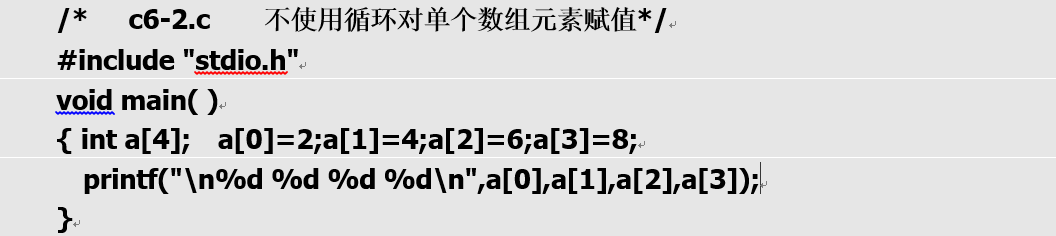 /*   c6-2.c    不使用循环对单个数组元素赋值*/
#include "stdio.h"
void main( )
{ int a[4];   a[0]=2;a[1]=4;a[2]=6;a[3]=8;
printf("\n%d %d %d %d\n",a[0],a[1],a[2],a[3]);
}